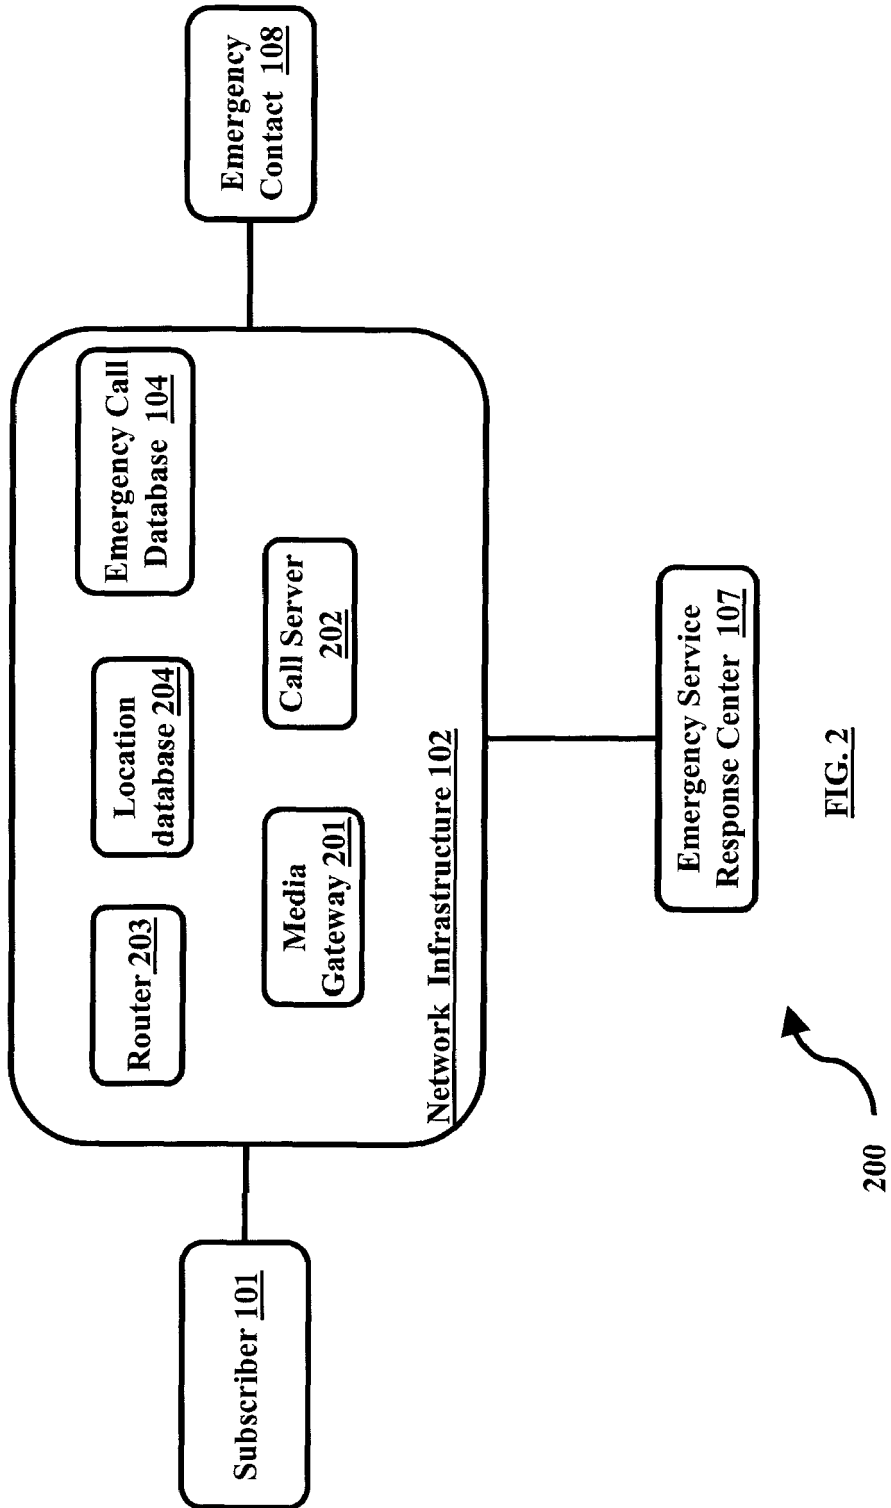 Router 203
Location
database 204
Emergency Call
Database 104
Media
Gateway 201
Call Server
202
Network Infrastructure 102
Subscriber 101
Emergency
Contact 108
Emergency Service
Response Center 107
200
FIG. 2